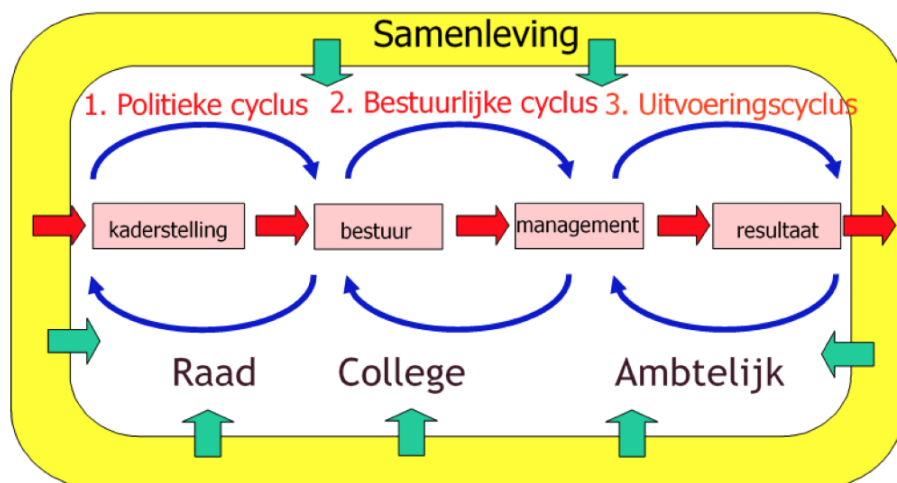 Samenleving
1. Politieke cyclus
2. Bestuurlijke cyclus
3. Uitvoeringscyclus
kaderstelling
bestuur
management
resultaat
Raad
College
Ambtelijk